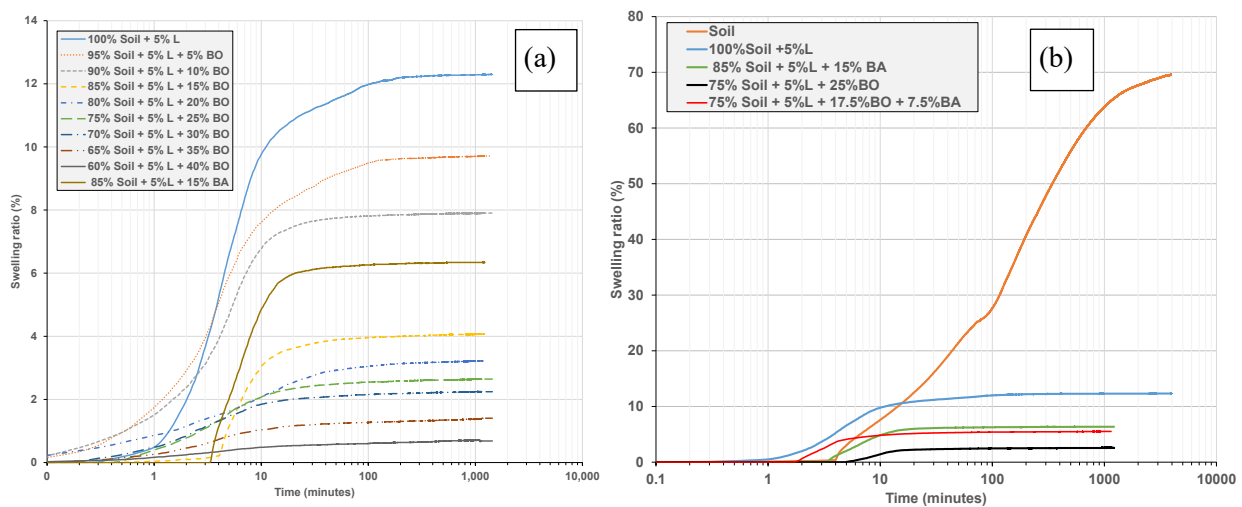 14
12
10
8
6
4
2
0
Swelling ratio (%)
100% Soil + 5% L
95% Soil + 5% L + 5% BO
90% Soil + 5% L + 10% BO
85% Soil + 5% L + 15% BO
80% Soil + 5% L + 20% BO
75% Soil + 5% L + 25% BO
70% Soil + 5% L + 30% BO
65% Soil + 5% L + 35% BO
60% Soil + 5% L + 40% BO
85% Soil + 5%L + 15% BA
(a)
0 1 10 100 1,000 10,000
Time (minutes)
80
70
60
50
40
30
20
10
0
Swelling ratio (%)
Soil
100%Soil +5%L
85% Soil + 5%L + 15% BA
75% Soil + 5%L + 25%BO
75% Soil + 5%L + 17.5%BO + 7.5%BA
(b)
0.1 1 10 100 1000 10000
Time (minutes)